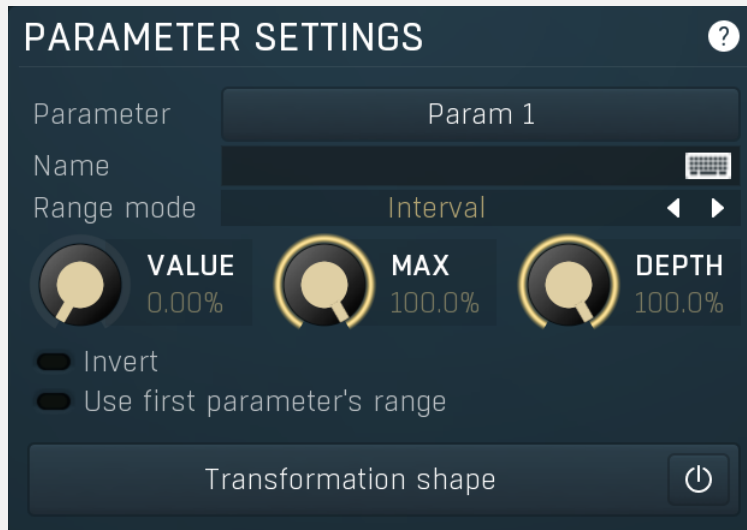 PARAMETER SETTINGS ?
Parameter Param 1
Name
Range mode Interval
VALUE MAX DEPTH
0.00% 100.0% 100.0%
Invert
Use first parameter's range
Transformation shape